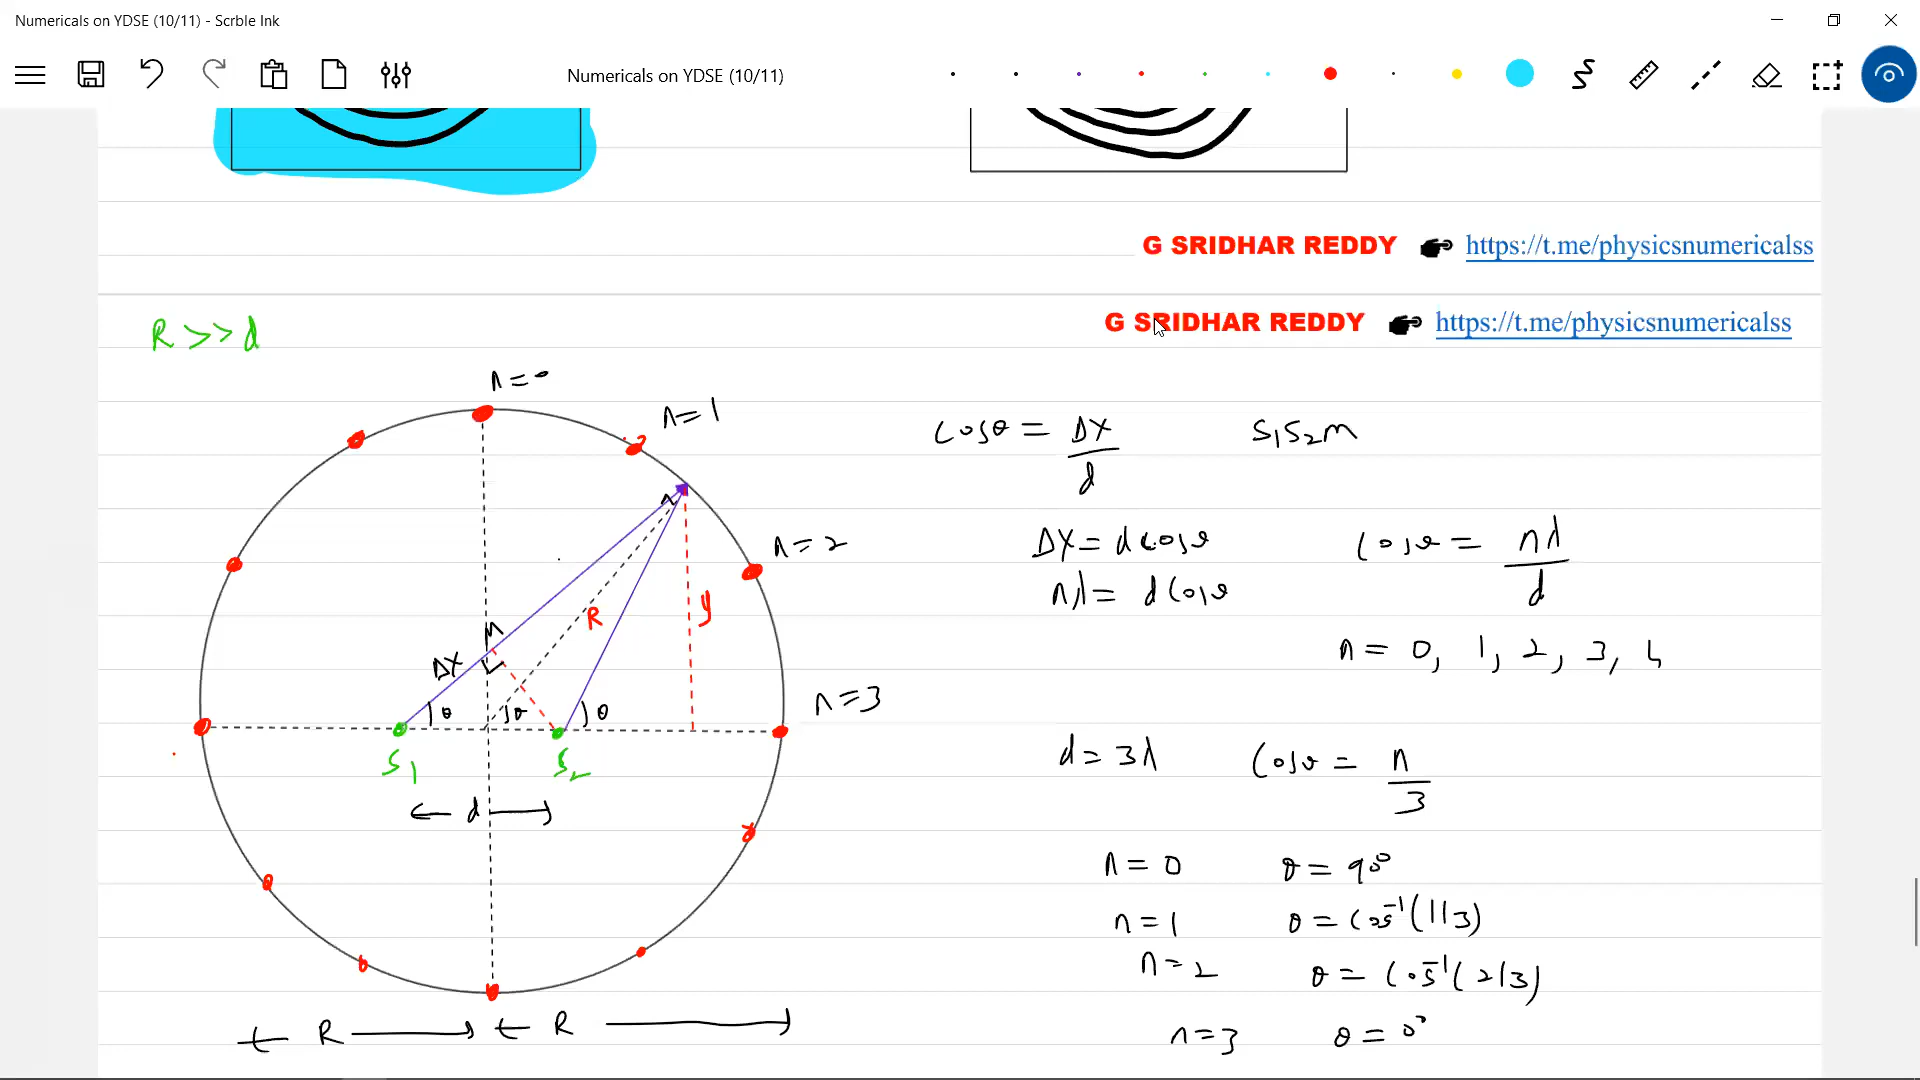 Numericals on YDSE (10/11) - Scrble Ink
Numericals on YDSE (10/11)
G SRIDHAR REDDY https://t.me/physicsnumericalss
G SRIDHAR REDDY https://t.me/physicsnumericalss
R >> d
n = 0
n = 1
n = 2
n = 3
M
R
y
Δx
θ θ θ
S1 S2
d
R R
cosθ = Δx/d S1S2M
Δx = d cosθ cosθ = nλ/d
nλ = d cosθ
n = 0, 1, 2, 3, 4
d = 3λ cosθ = n/3
n = 0 θ = 90°
n = 1 θ = cos⁻¹(1/3)
n = 2 θ = cos⁻¹(2/3)
n = 3 θ = 0°